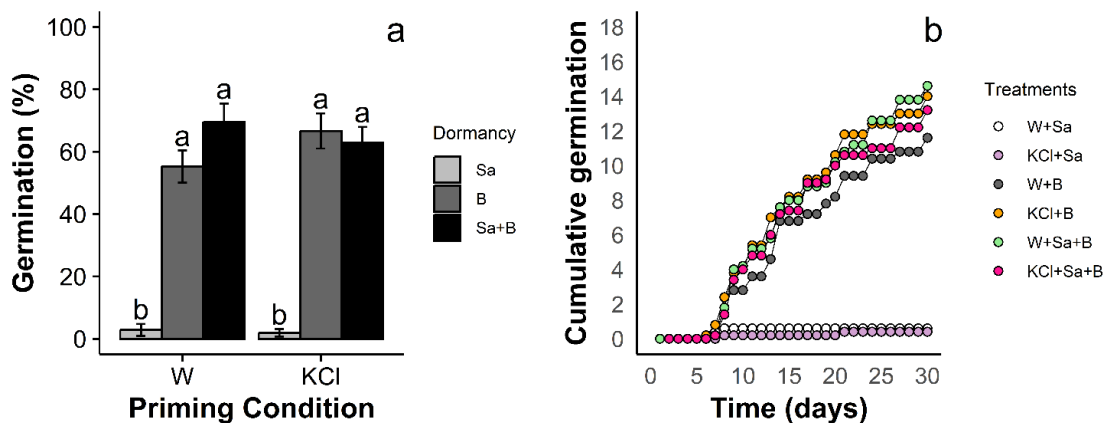 a
Germination (%)
100
80
60
40
20
0
b
a
a
b
a
a
W
KCl
Priming Condition
Dormancy
Sa
B
Sa+B
b
Cumulative germination
18
16
14
12
10
8
6
4
2
0
0
5
10
15
20
25
30
Time (days)
Treatments
W+Sa
KCl+Sa
W+B
KCl+B
W+Sa+B
KCl+Sa+B